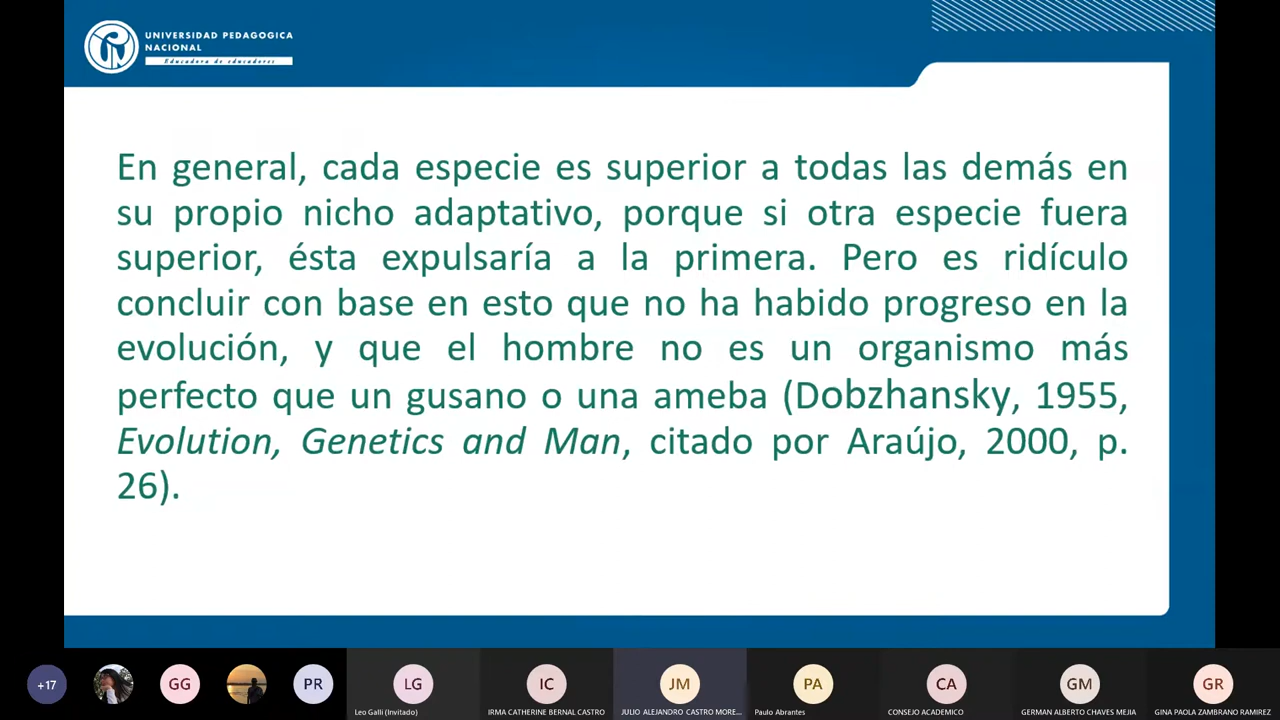 UNIVERSIDAD PEDAGOGICA
NACIONAL
Educadora de educadores
En general, cada especie es superior a todas las demás en
su propio nicho adaptativo, porque si otra especie fuera
superior, ésta expulsaría a la primera. Pero es ridículo
concluir con base en esto que no ha habido progreso en la
evolución, y que el hombre no es un organismo más
perfecto que un gusano o una ameba (Dobzhansky, 1955,
Evolution, Genetics and Man, citado por Araújo, 2000, p.
26).
+17
GG
PR
LG
IC
JM
PA
CA
GM
GR
Leo Galli (Invitado)
IRMA CATHERINE BERNAL CASTRO
JULIO ALEJANDRO CASTRO MORE...
Paulo Abrantes
CONSEJO ACADEMICO
GERMAN ALBERTO CHAVES MEJIA
GINA PAOLA ZAMBRANO RAMIREZ